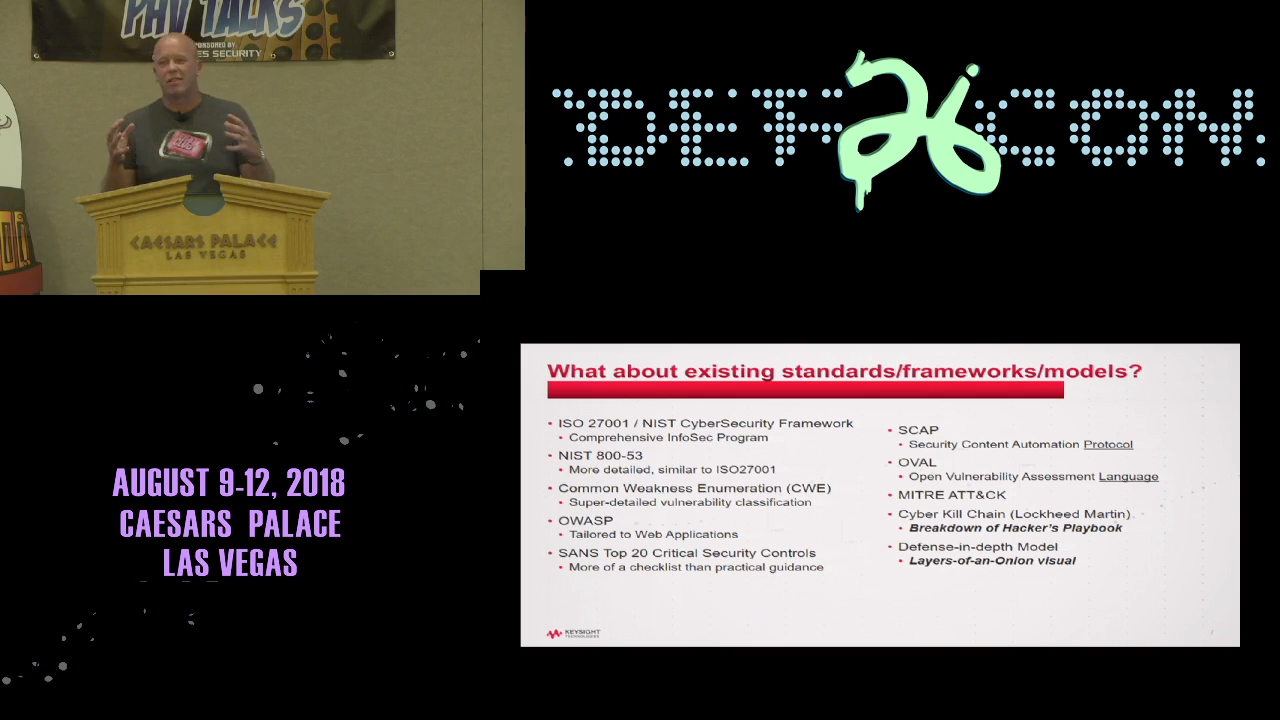 PHV TALKS
SPONSORED BY:
ES SECURITY
CAESARS PALACE
LAS VEGAS
DEF 26 CON
AUGUST 9-12, 2018
CAESARS PALACE
LAS VEGAS
What about existing standards/frameworks/models?
• ISO 27001 / NIST CyberSecurity Framework
• Comprehensive InfoSec Program
• NIST 800-53
• More detailed, similar to ISO27001
• Common Weakness Enumeration (CWE)
• Super-detailed vulnerability classification
• OWASP
• Tailored to Web Applications
• SANS Top 20 Critical Security Controls
• More of a checklist than practical guidance
• SCAP
• Security Content Automation Protocol
• OVAL
• Open Vulnerability Assessment Language
• MITRE ATT&CK
• Cyber Kill Chain (Lockheed Martin)
• Breakdown of Hacker's Playbook
• Defense-in-depth Model
• Layers-of-an-Onion visual
KEYSIGHT
TECHNOLOGIES